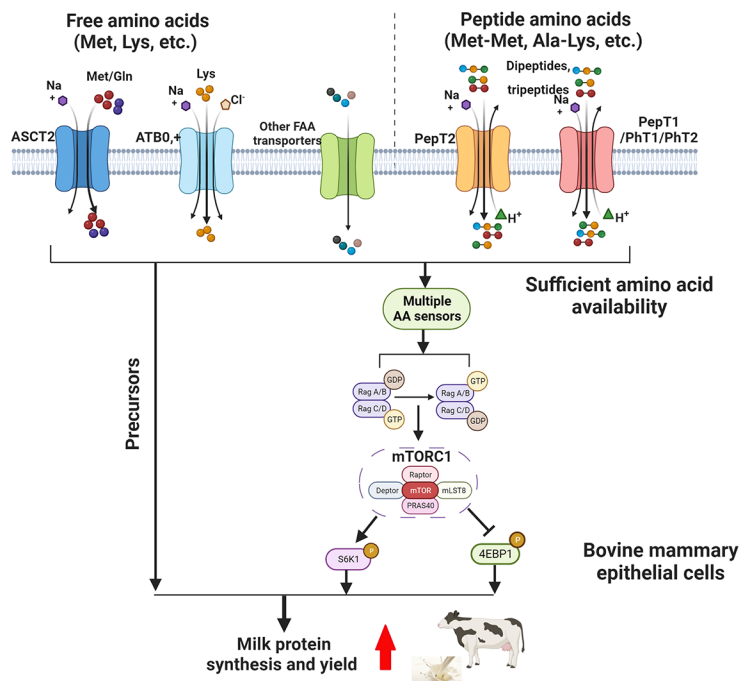 Free amino acids
(Met, Lys, etc.)
Peptide amino acids
(Met-Met, Ala-Lys, etc.)
Na
+
Met/Gln
Na
+
Lys
Cl-
Na
+
Dipeptides,
tripeptides
Na
+
ASCT2
ATB0,+
Other FAA
transporters
PepT2
PepT1
/PhT1/PhT2
H+
H+
Sufficient amino acid
availability
Multiple
AA sensors
Precursors
GDP
Rag A/B
Rag C/D
GTP
GTP
Rag A/B
Rag C/D
GDP
mTORC1
Raptor
Deptor
mTOR
mLST8
PRAS40
S6K1
P
4EBP1
P
Bovine mammary
epithelial cells
Milk protein
synthesis and yield